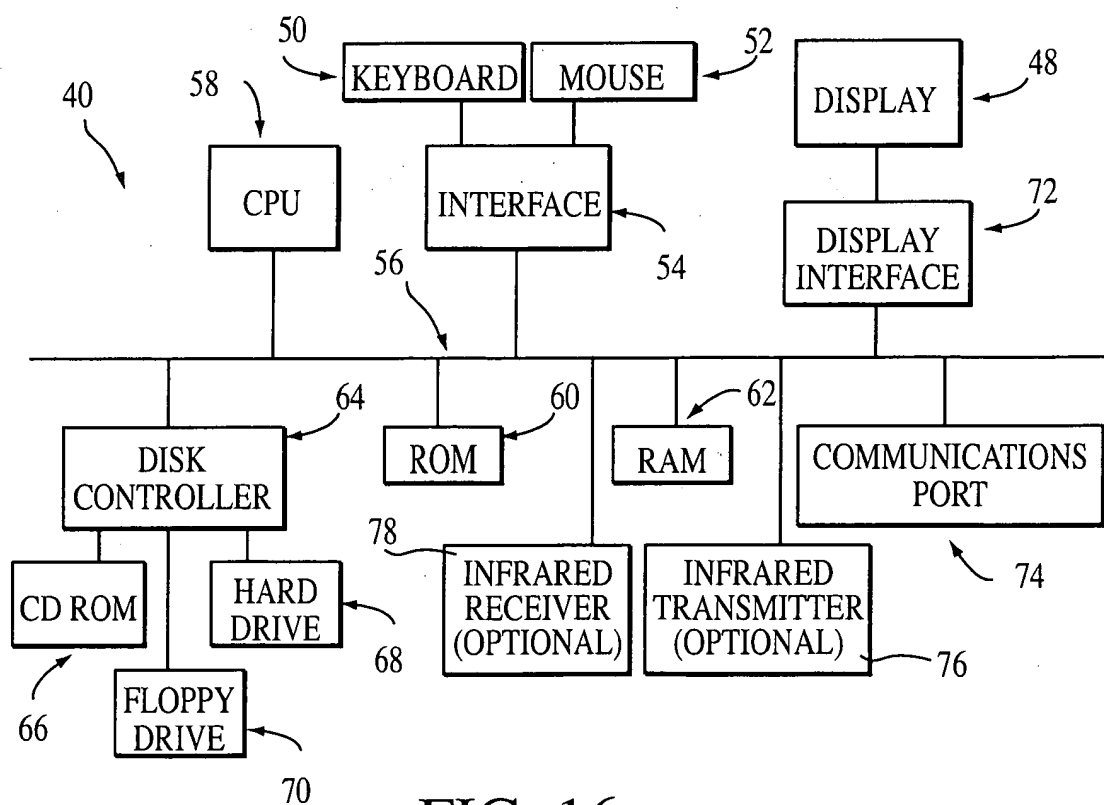 50
KEYBOARD
MOUSE
52
48
58
DISPLAY
40
CPU
INTERFACE
72
DISPLAY
INTERFACE
54
56
64
60
62
DISK
CONTROLLER
ROM
RAM
COMMUNICATIONS
PORT
78
CD ROM
HARD
DRIVE
INFRARED
RECEIVER
(OPTIONAL)
INFRARED
TRANSMITTER
(OPTIONAL)
74
68
76
66
FLOPPY
DRIVE
70